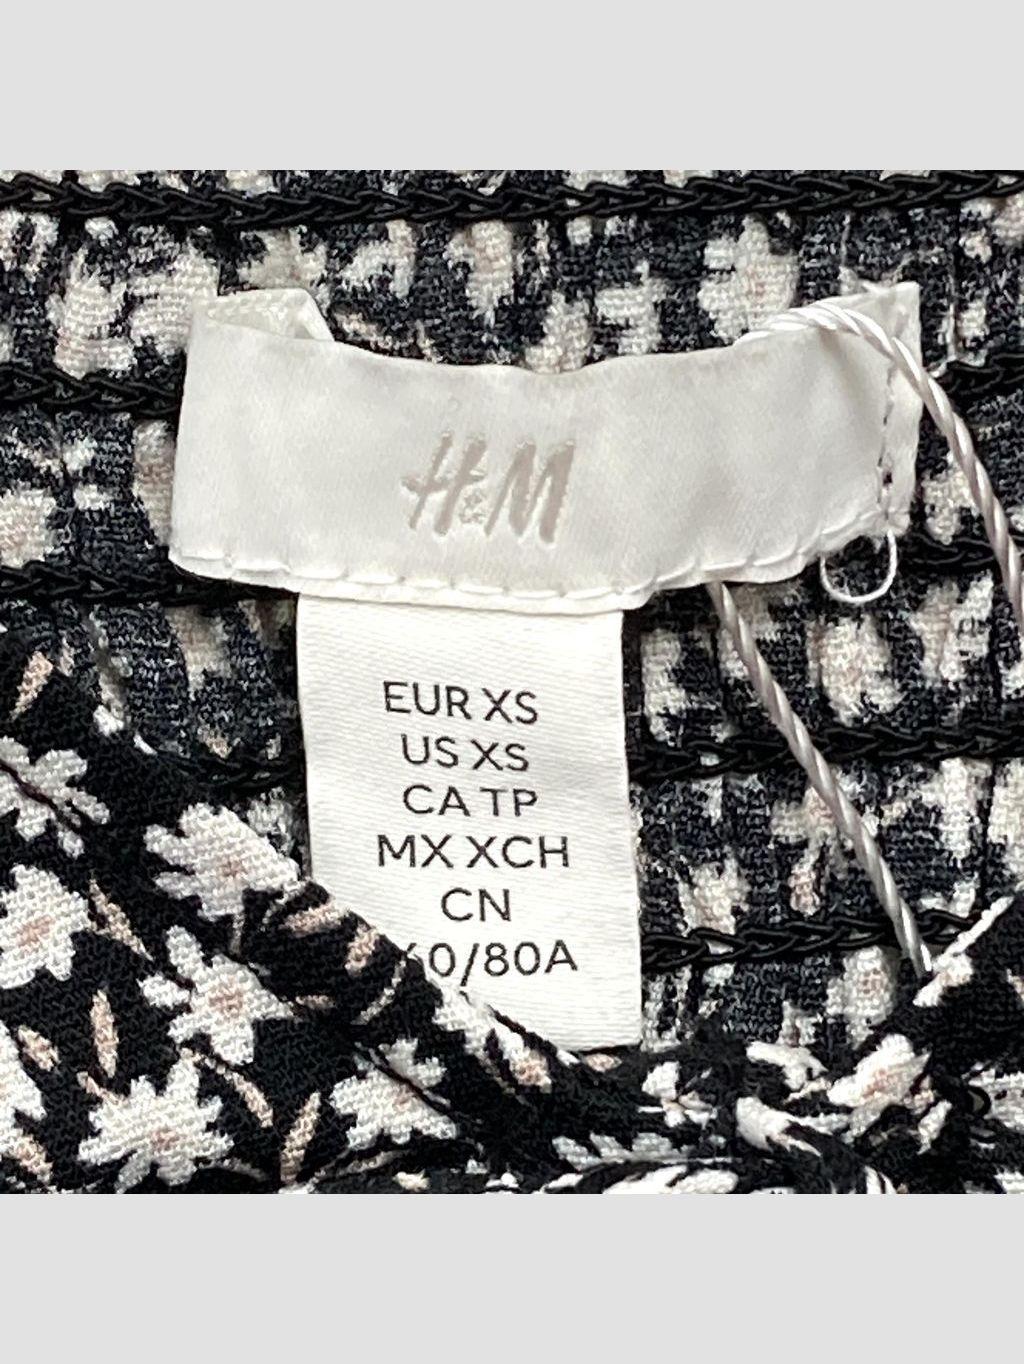 H&M
EUR XS
US XS
CA TP
MX XCH
CN
60/80A